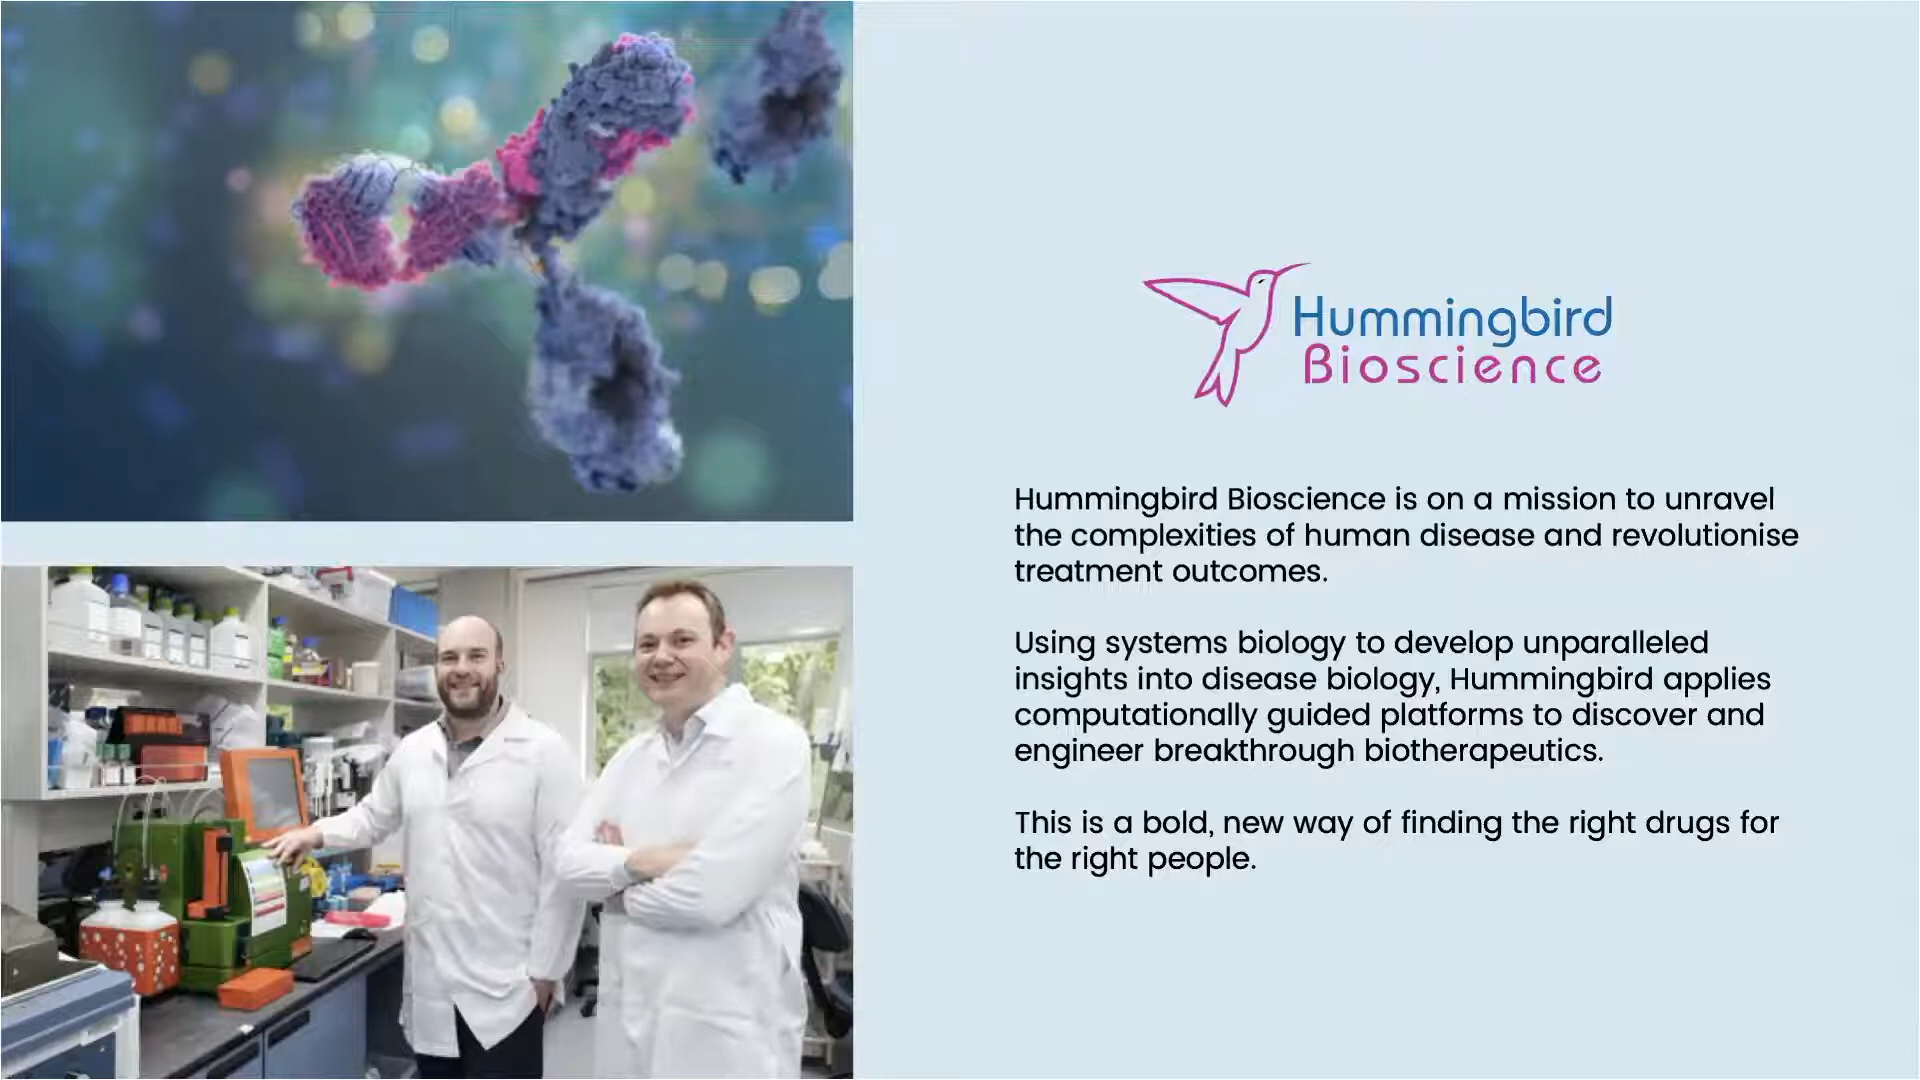 Hummingbird
Bioscience
Hummingbird Bioscience is on a mission to unravel
the complexities of human disease and revolutionise
treatment outcomes.
Using systems biology to develop unparalleled
insights into disease biology, Hummingbird applies
computationally guided platforms to discover and
engineer breakthrough biotherapeutics.
This is a bold, new way of finding the right drugs for
the right people.